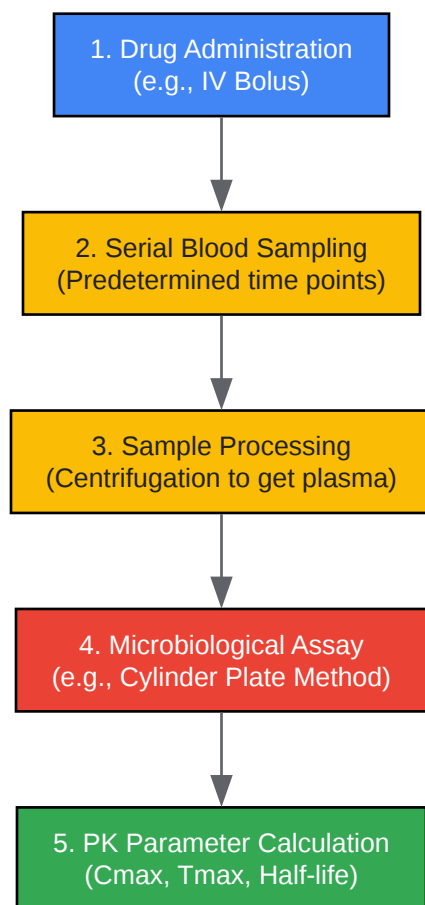 1. Drug Administration
(e.g., IV Bolus)
2. Serial Blood Sampling
(Predetermined time points)
3. Sample Processing
(Centrifugation to get plasma)
4. Microbiological Assay
(e.g., Cylinder Plate Method)
5. PK Parameter Calculation
(Cmax, Tmax, Half-life)